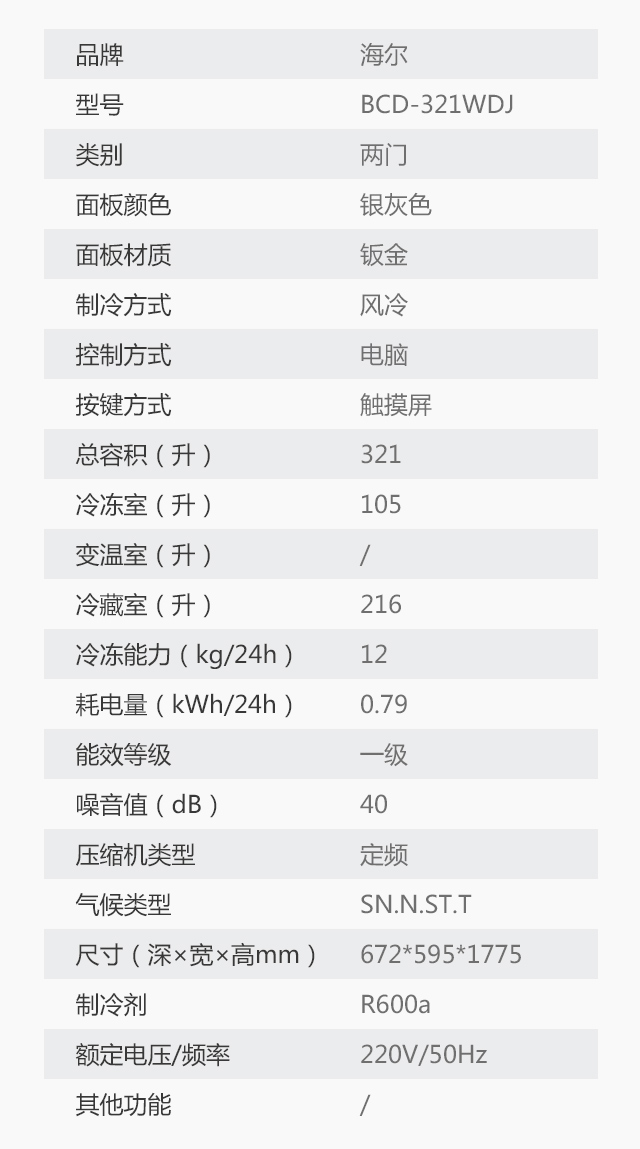 品牌 海尔
型号 BCD-321WDJ
类别 两门
面板颜色 银灰色
面板材质 钣金
制冷方式 风冷
控制方式 电脑
按键方式 触摸屏
总容积（升） 321
冷冻室（升） 105
变温室（升） /
冷藏室（升） 216
冷冻能力（kg/24h） 12
耗电量（kWh/24h） 0.79
能效等级 一级
噪音值（dB） 40
压缩机类型 定频
气候类型 SN.N.ST.T
尺寸（深×宽×高mm） 672*595*1775
制冷剂 R600a
额定电压/频率 220V/50Hz
其他功能 /